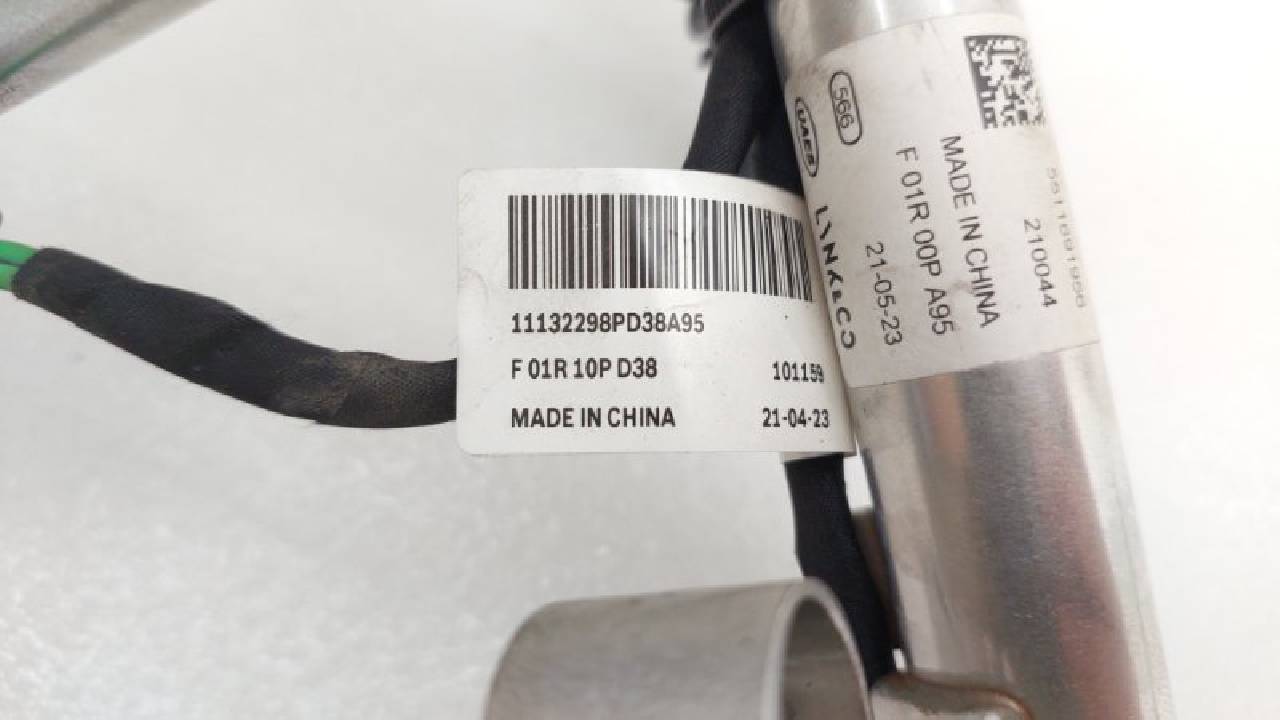 11132298PD38A95
F 01R 10P D38 101159
MADE IN CHINA 21-04-23
566
UAES
LYNK&CO
21-05-23
F 01R 00P A95
MADE IN CHINA
210044